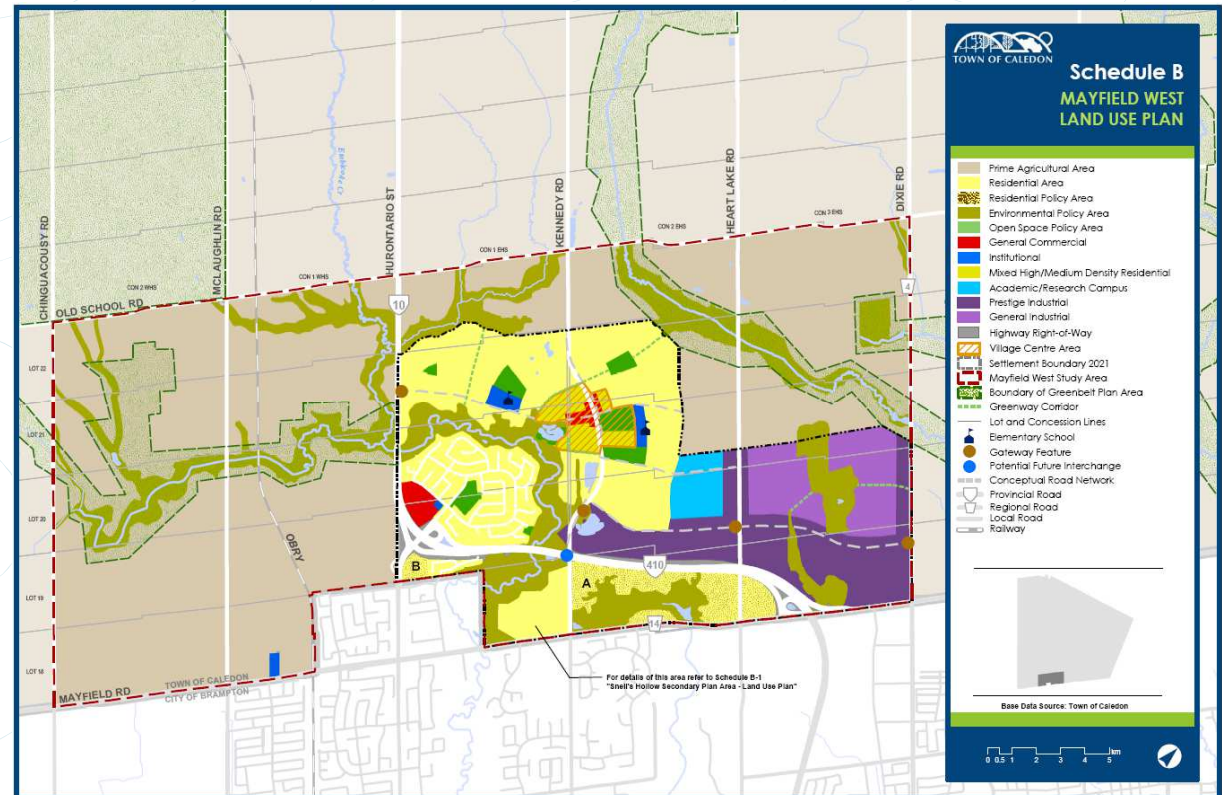 TOWN OF CALEDON
Schedule B
MAYFIELD WEST
LAND USE PLAN
Prime Agricultural Area
Residential Area
Residential Policy Area
Environmental Policy Area
Open Space Policy Area
General Commercial
Institutional
Mixed High/Medium Density Residential
Academic/Research Campus
Prestige Industrial
General Industrial
Highway Right-of-Way
Village Centre Area
Settlement Boundary 2021
Mayfield West Study Area
Boundary of Greenbelt Plan Area
Greenway Corridor
Lot and Concession Lines
Elementary School
Gateway Feature
Potential Future Interchange
Conceptual Road Network
Provincial Road
Regional Road
Local Road
Railway
Base Data Source: Town of Caledon
0 0.5 1 2 3 4 5 km
CHINGUACOUSY RD
MCLAUGHLIN RD
HURONTARIO ST
KENNEDY RD
HEART LAKE RD
DIXIE RD
CON 3 EHS
CON 2 EHS
CON 1 EHS
CON 1 WHS
CON 2 WHS
OLD SCHOOL RD
10
4
LOT 22
LOT 21
LOT 20
OBRY
B
410
A
LOT 19
14
LOT 18
For details of this area refer to Schedule B-1
"Snell's Hollow Secondary Plan Area - Land Use Plan"
MAYFIELD RD
TOWN OF CALEDON
CITY OF BRAMPTON